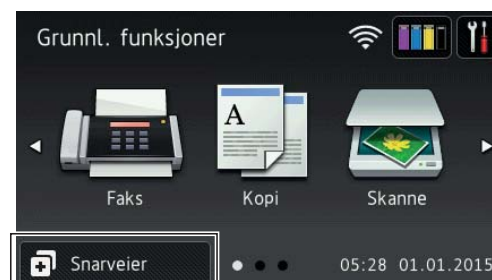 Grunnl. funksjoner
A
Faks Kopi Skanne
Snarveier 05:28 01.01.2015